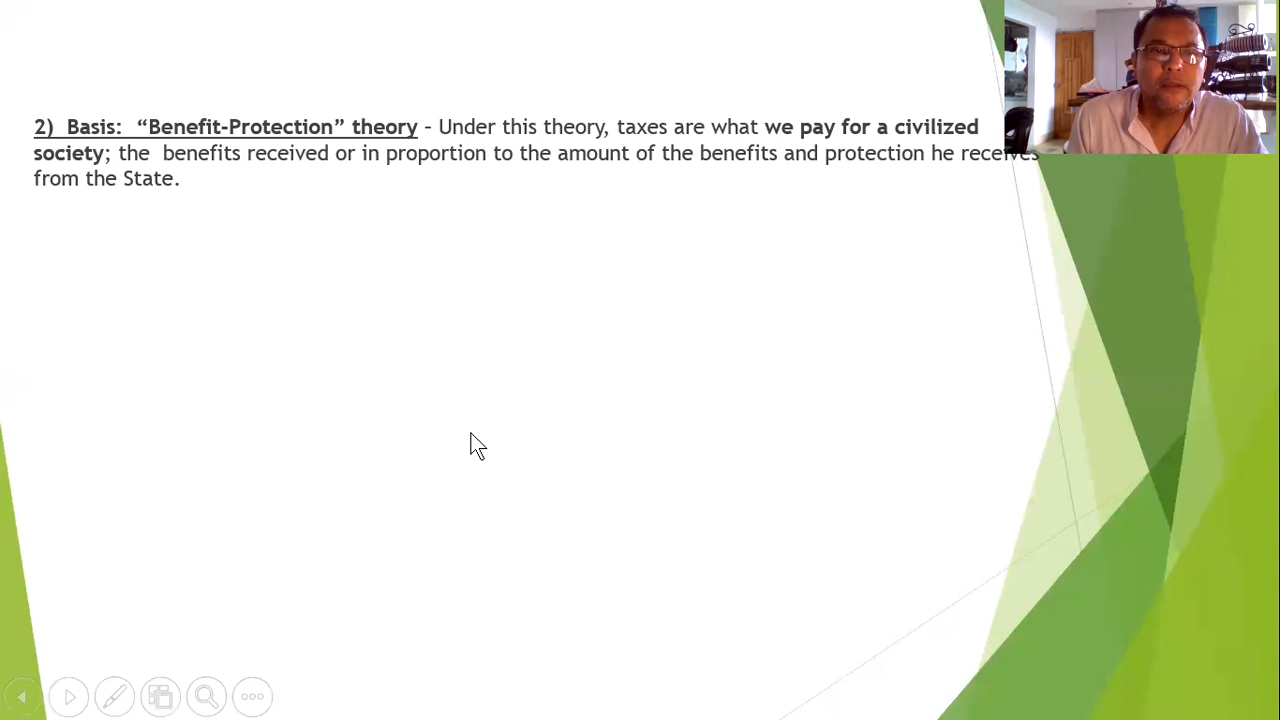 2) Basis: “Benefit-Protection” theory – Under this theory, taxes are what we pay for a civilized
society; the benefits received or in proportion to the amount of the benefits and protection he receives
from the State.